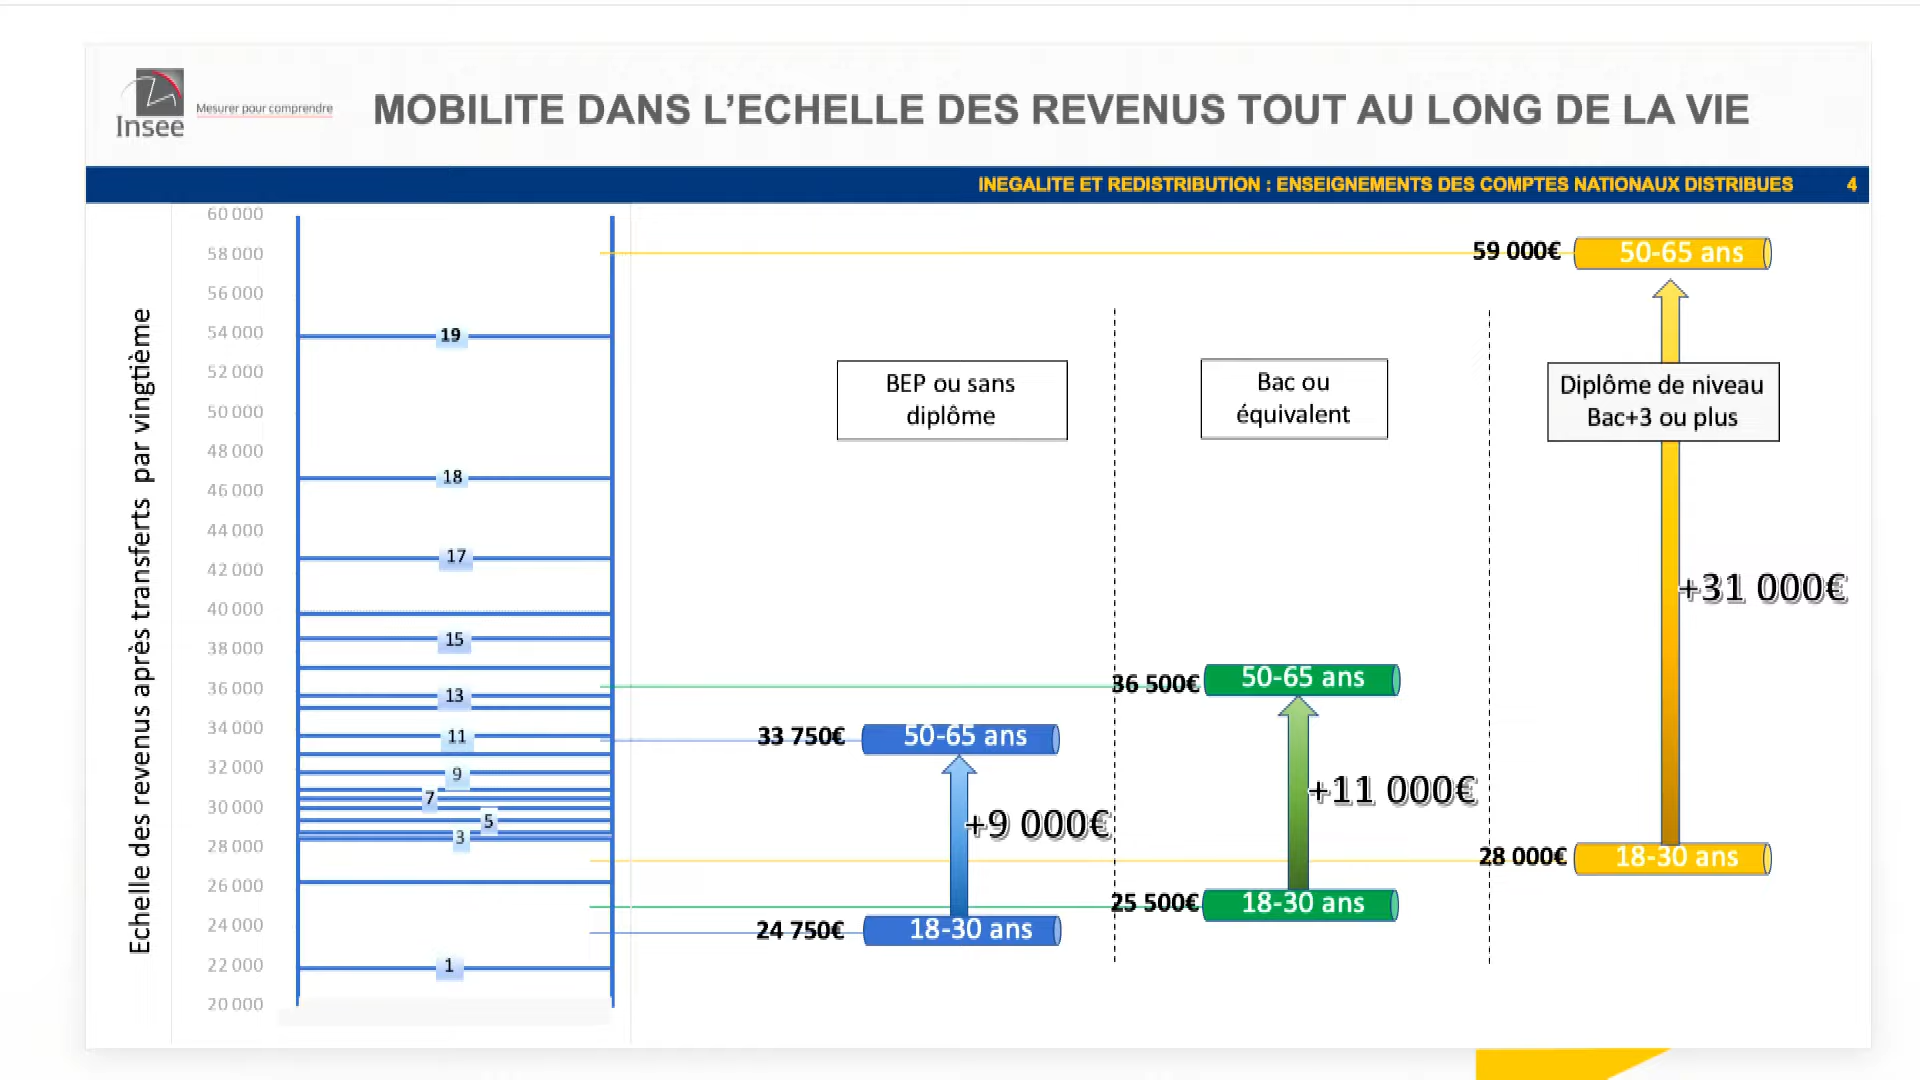 Insee
Mesurer pour comprendre
MOBILITE DANS L'ECHELLE DES REVENUS TOUT AU LONG DE LA VIE
INEGALITE ET REDISTRIBUTION : ENSEIGNEMENTS DES COMPTES NATIONAUX DISTRIBUES
4
Echelle des revenus après transferts par vingtième
60 000
58 000
56 000
54 000
52 000
50 000
48 000
46 000
44 000
42 000
40 000
38 000
36 000
34 000
32 000
30 000
28 000
26 000
24 000
22 000
20 000
19
18
17
15
13
11
9
7
5
3
1
BEP ou sans
diplôme
33 750€
50-65 ans
+9 000€
24 750€
18-30 ans
Bac ou
équivalent
36 500€
50-65 ans
+11 000€
25 500€
18-30 ans
59 000€
50-65 ans
Diplôme de niveau
Bac+3 ou plus
+31 000€
28 000€
18-30 ans